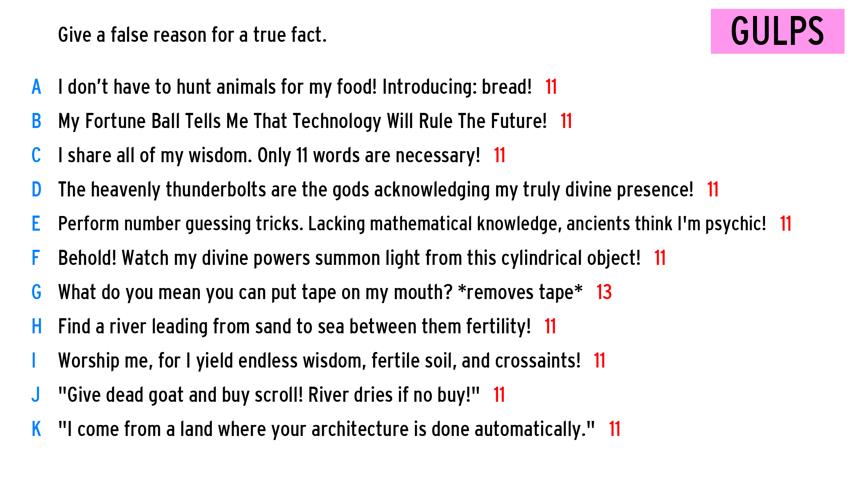 GULPS
Give a false reason for a true fact.
A I don't have to hunt animals for my food! Introducing: bread! 11
B My Fortune Ball Tells Me That Technology Will Rule The Future! 11
C I share all of my wisdom. Only 11 words are necessary! 11
D The heavenly thunderbolts are the gods acknowledging my truly divine presence! 11
E Perform number guessing tricks. Lacking mathematical knowledge, ancients think I'm psychic! 11
F Behold! Watch my divine powers summon light from this cylindrical object! 11
G What do you mean you can put tape on my mouth? *removes tape* 13
H Find a river leading from sand to sea between them fertility! 11
I Worship me, for I yield endless wisdom, fertile soil, and crossaints! 11
J "Give dead goat and buy scroll! River dries if no buy!" 11
K "I come from a land where your architecture is done automatically." 11